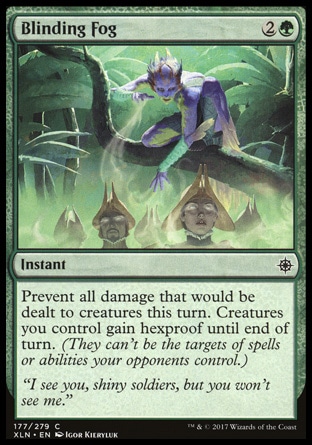 Blinding Fog 2
Instant
Prevent all damage that would be
dealt to creatures this turn. Creatures
you control gain hexproof until end of
turn. (They can't be the targets of spells
or abilities your opponents control.)
"I see you, shiny soldiers, but you won't
see me."
177/279 C
XLN • EN Igor Kieryluk ™ & © 2017 Wizards of the Coast